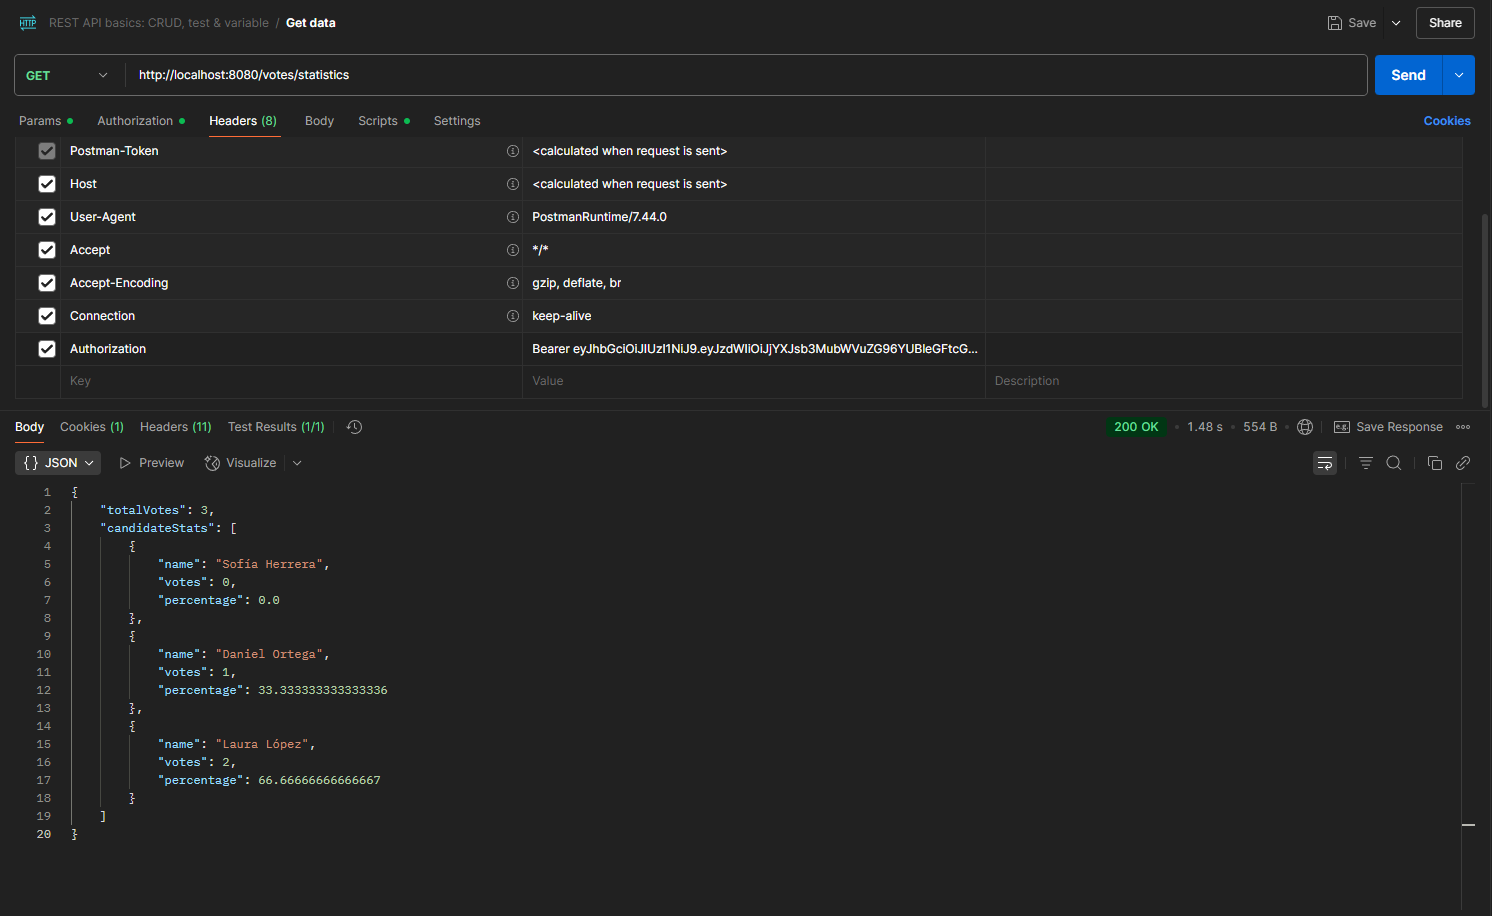 HTTP REST API basics: CRUD, test & variable / Get data Save Share
GET http://localhost:8080/votes/statistics Send
Params Authorization Headers (8) Body Scripts Settings Cookies
Postman-Token <calculated when request is sent>
Host <calculated when request is sent>
User-Agent PostmanRuntime/7.44.0
Accept */*
Accept-Encoding gzip, deflate, br
Connection keep-alive
Authorization Bearer eyJhbGciOiJIUzI1NiJ9.eyJzdWIiOiJjYXJsb3MubWVuZG96YUBleGFtcG...
Key Value Description
Body Cookies (1) Headers (11) Test Results (1/1) 200 OK • 1.48 s • 554 B • e.g. Save Response
{} JSON Preview Visualize
1 {
2 "totalVotes": 3,
3 "candidateStats": [
4 {
5 "name": "Sofía Herrera",
6 "votes": 0,
7 "percentage": 0.0
8 },
9 {
10 "name": "Daniel Ortega",
11 "votes": 1,
12 "percentage": 33.333333333333336
13 },
14 {
15 "name": "Laura López",
16 "votes": 2,
17 "percentage": 66.66666666666667
18 }
19 ]
20 }